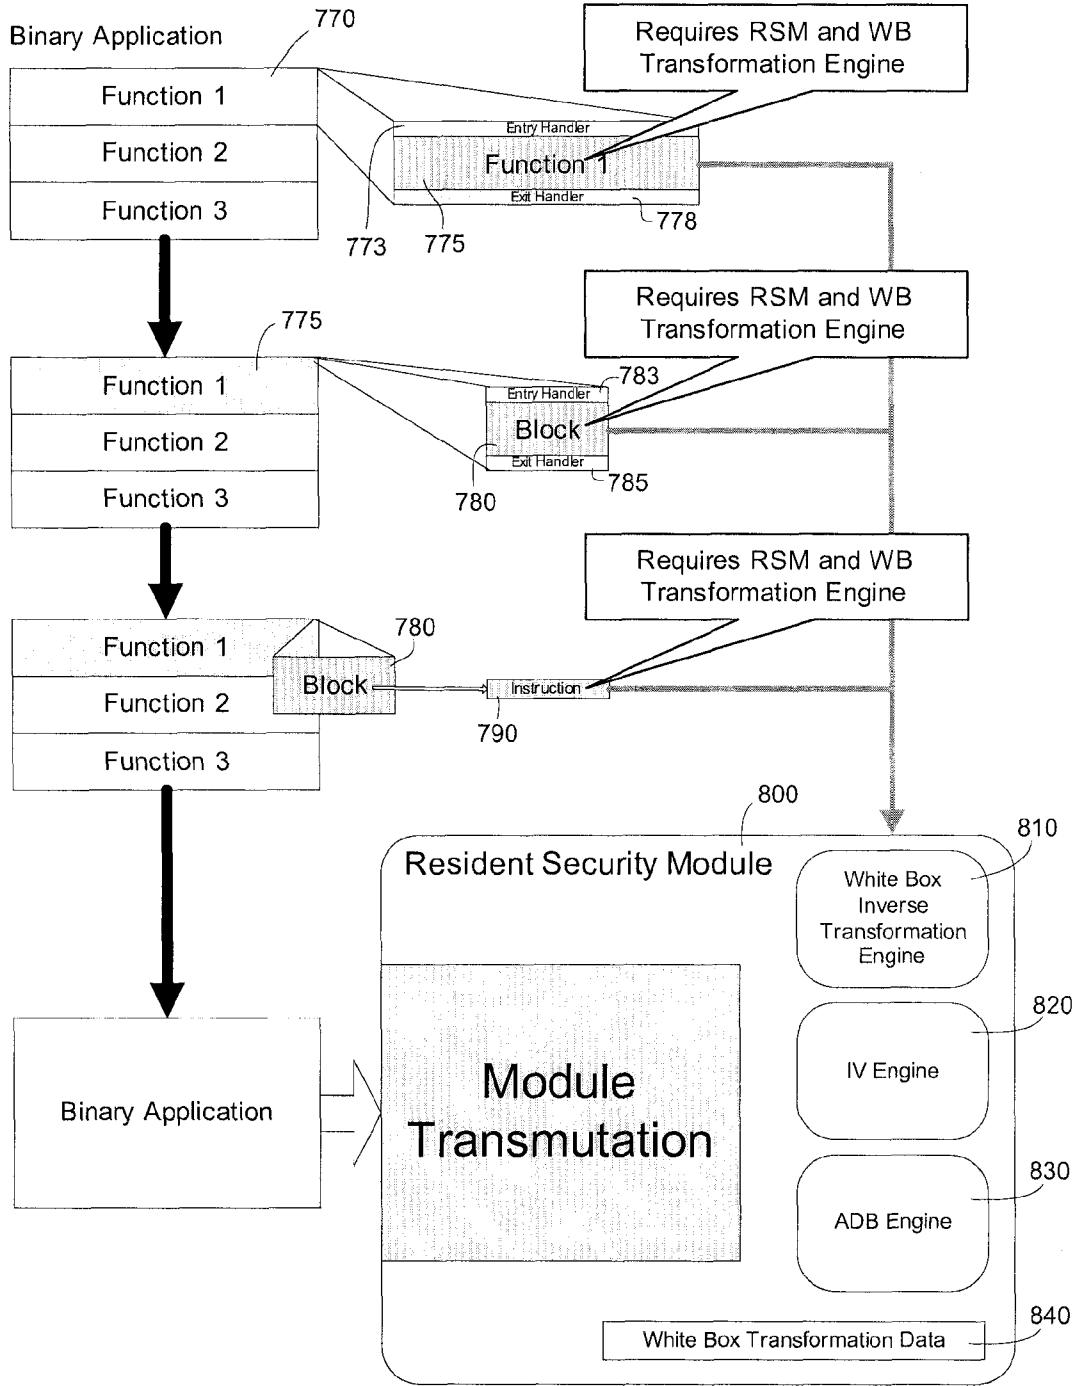 Binary Application
770
Requires RSM and WB
Transformation Engine
Function 1
Function 2
Function 3
Entry Handler
Function 1
Exit Handler
773
775
778
775
Requires RSM and WB
Transformation Engine
Function 1
Function 2
Function 3
783
Entry Handler
Block
Exit Handler
780
785
Requires RSM and WB
Transformation Engine
Function 1
Function 2
Function 3
780
Block
Instruction
790
800
Resident Security Module
810
White Box
Inverse
Transformation
Engine
820
IV Engine
Binary Application
Module
Transmutation
830
ADB Engine
840
White Box Transformation Data